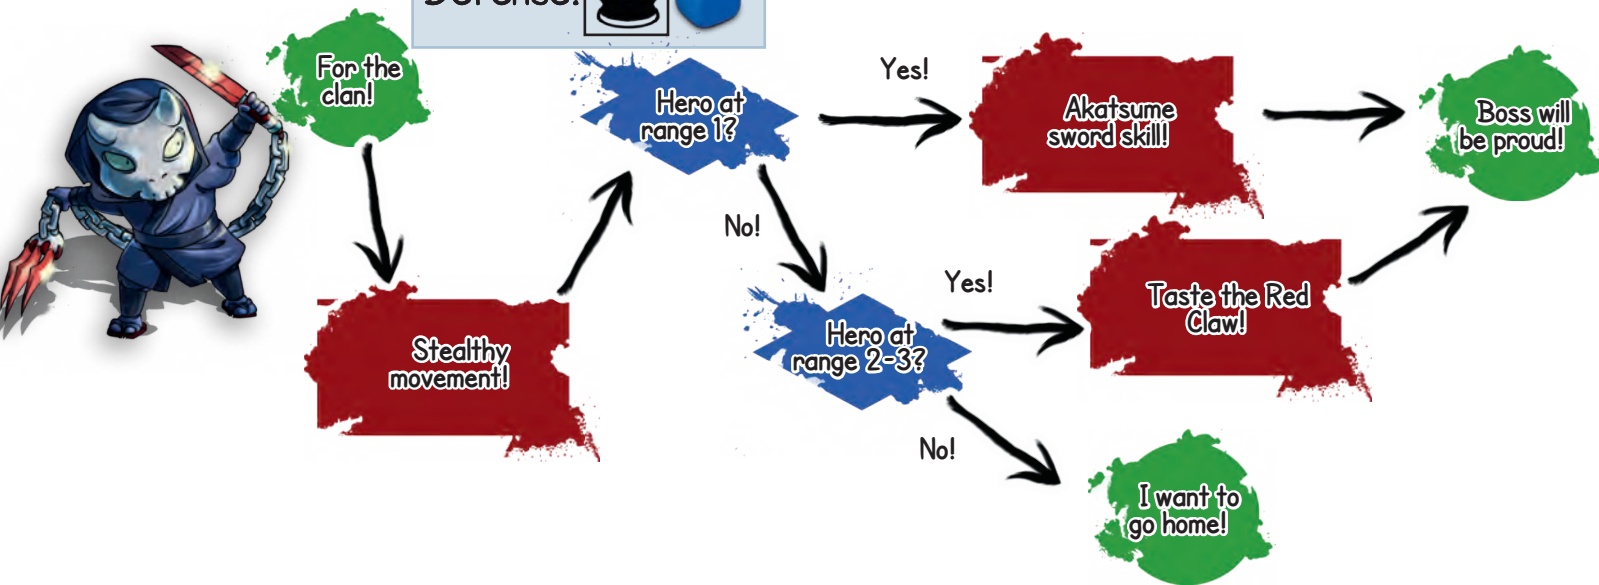 Defense:
For the
clan!
Hero at
range 1?
Yes!
Akatsume
sword skill!
Boss will
be proud!
No!
Stealthy
movement!
Hero at
range 2-3?
Yes!
Taste the Red
Claw!
No!
I want to
go home!